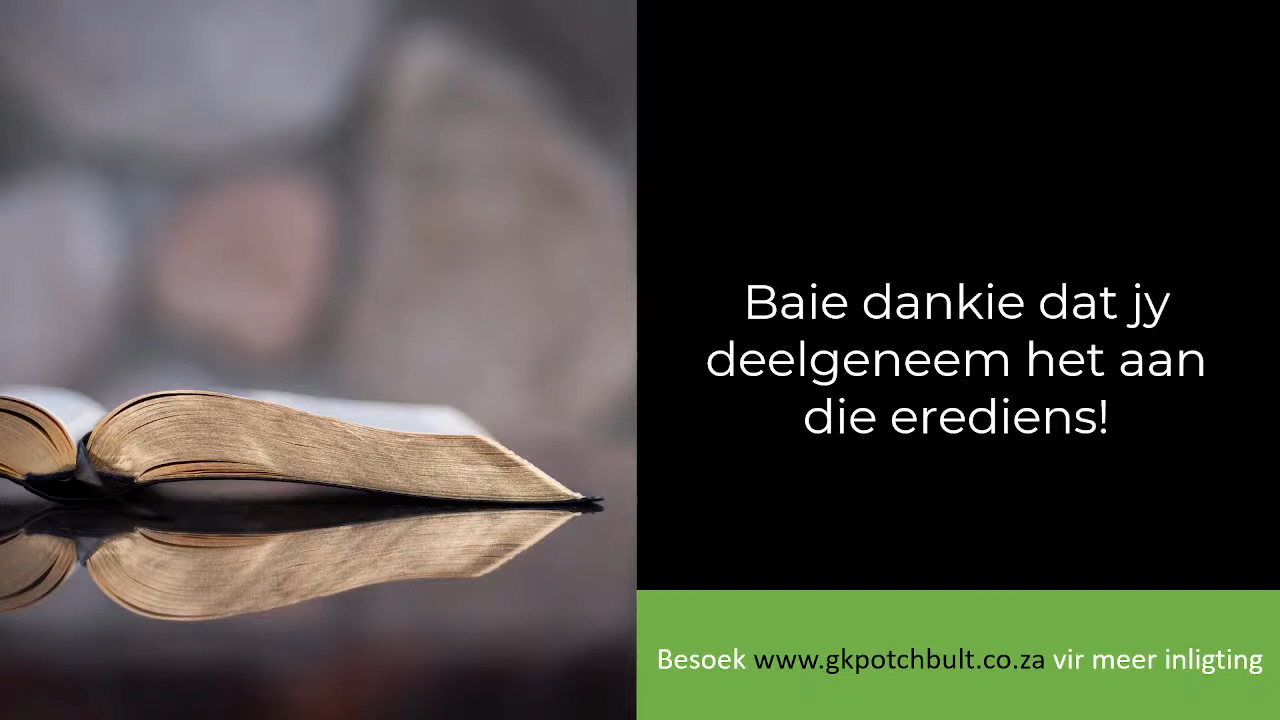 Baie dankie dat jy
deelgeneem het aan
die erediens!
Besoek www.gkpotchbult.co.za vir meer inligting